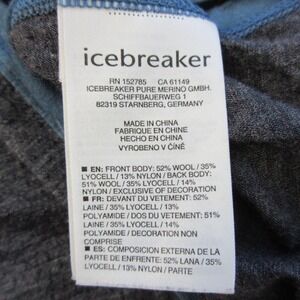 icebreaker
RN 152785 CA 61149
ICEBREAKER PURE MERINO GMBH.
SCHIFFBAUERWEG 1
82319 STARNBERG, GERMANY
MADE IN CHINA
FABRIQUE EN CHINE
HECHO EN CHINA
VYROBENO V ČÍNĚ
■ EN: FRONT BODY: 52% WOOL / 35%
LYOCELL / 13% NYLON / BACK BODY:
51% WOOL / 35% LYOCELL / 14%
NYLON / EXCLUSIVE OF DECORATION
■ FR: DEVANT DU VÊTEMENT: 52%
LAINE / 35% LYOCELL / 13%
POLYAMIDE / DOS DU VETEMENT: 51%
LAINE / 35% LYOCELL / 14%
POLYAMIDE / DECORATION NON
COMPRISE
■ ES: COMPOSICION EXTERNA DE LA
PARTE DE ENFRENTE: 52% LANA / 35%
LYOCELL / 13% NYLON / PARTE